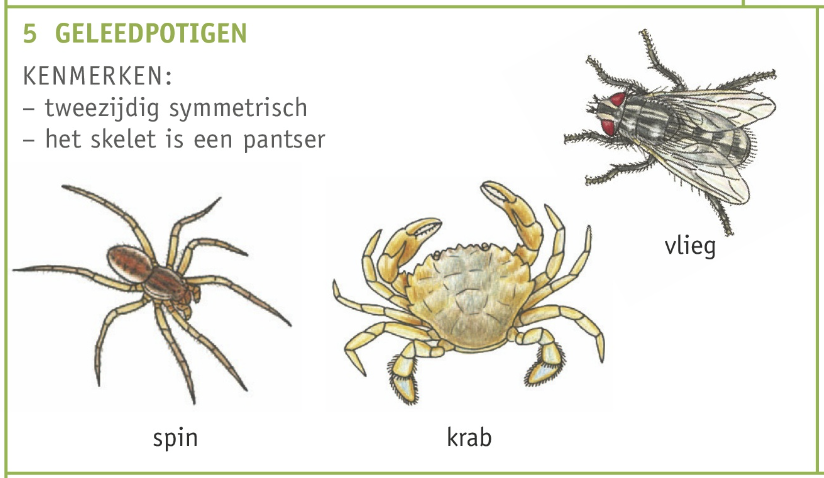 5 GELEEDPOTIGEN
KENMERKEN:
– tweezijdig symmetrisch
– het skelet is een pantser
vlieg
spin
krab